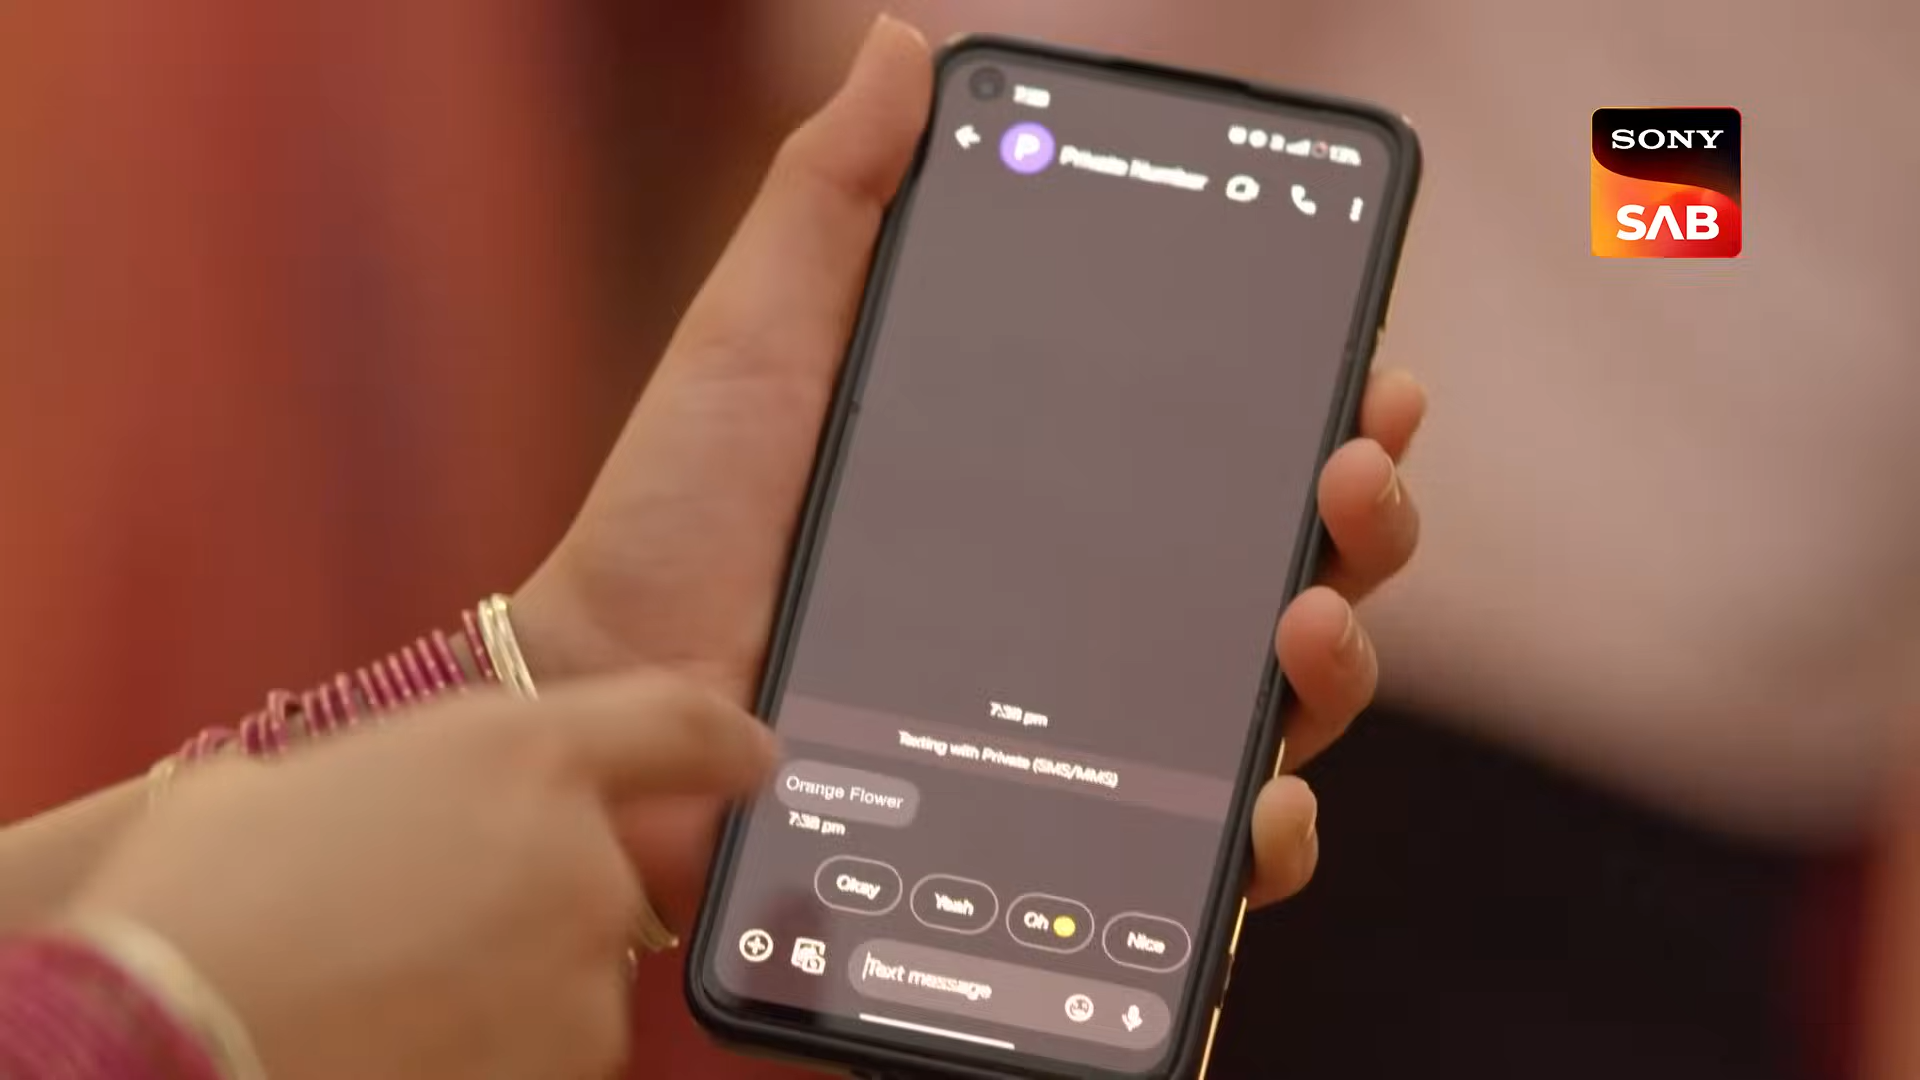 SONY
SAB
P Private Number
7:38 pm
Texting with Private (SMS/MMS)
Orange Flower
7:38 pm
Okay
Yeah
Oh
Nice
Text message